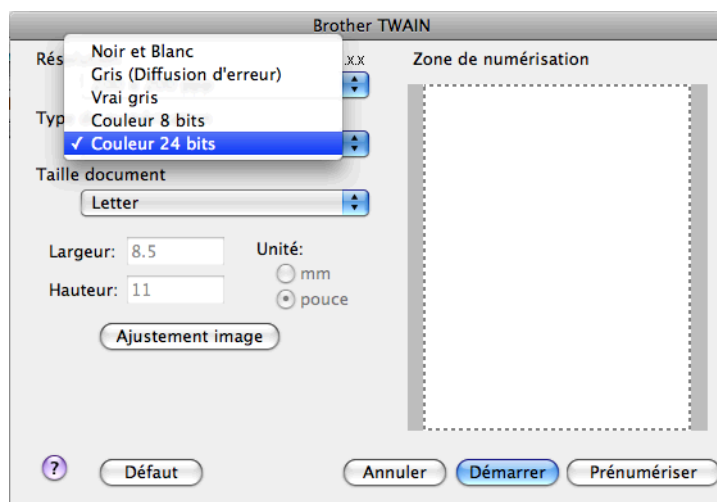 Brother TWAIN
Rés
.x.x
Noir et Blanc
Gris (Diffusion d'erreur)
Vrai gris
Couleur 8 bits
✓ Couleur 24 bits
Typ
Taille document
Letter
Largeur: 8.5
Hauteur: 11
Unité:
mm
pouce
Ajustement image
Zone de numérisation
?
Défaut
Annuler
Démarrer
Prénumériser